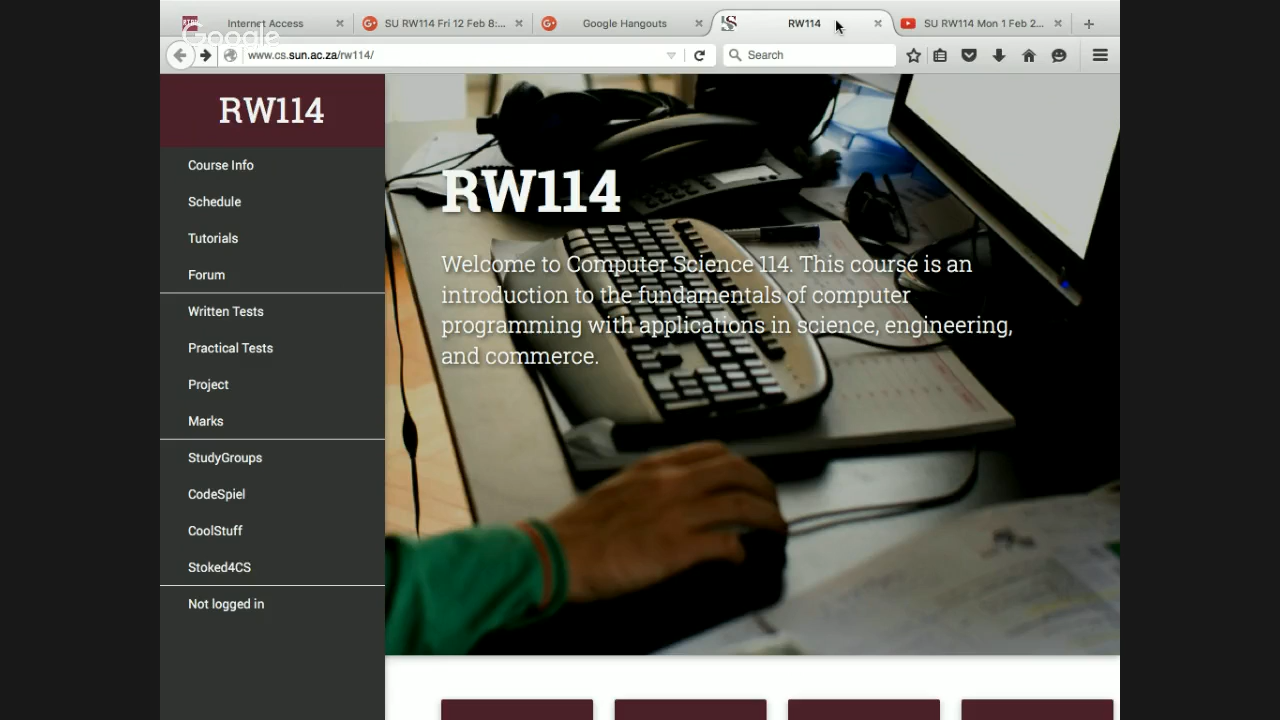 Internet Access
SU RW114 Fri 12 Feb 8:...
Google Hangouts
RW114
SU RW114 Mon 1 Feb 2...
Google
www.cs.sun.ac.za/rw114/
Search
RW114
Course Info
Schedule
Tutorials
Forum
Written Tests
Practical Tests
Project
Marks
StudyGroups
CodeSpiel
CoolStuff
Stoked4CS
Not logged in
RW114
Welcome to Computer Science 114. This course is an
introduction to the fundamentals of computer
programming with applications in science, engineering,
and commerce.